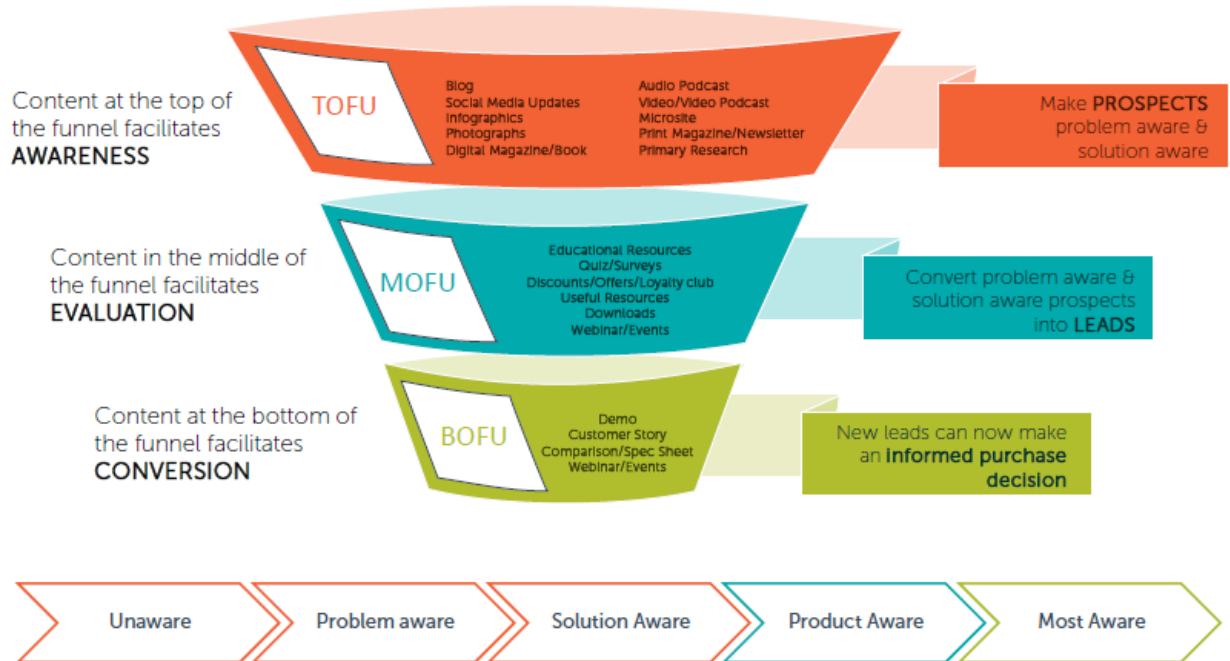 Content at the top of
the funnel facilitates
AWARENESS
TOFU
Blog
Social Media Updates
Infographics
Photographs
Digital Magazine/Book
Audio Podcast
Video/Video Podcast
Microsite
Print Magazine/Newsletter
Primary Research
Make PROSPECTS
problem aware &
solution aware
Content in the middle of
the funnel facilitates
EVALUATION
MOFU
Educational Resources
Quiz/Surveys
Discounts/Offers/Loyalty club
Useful Resources
Downloads
Webinar/Events
Convert problem aware &
solution aware prospects
into LEADS
Content at the bottom of
the funnel facilitates
CONVERSION
BOFU
Demo
Customer Story
Comparison/Spec Sheet
Webinar/Events
New leads can now make
an informed purchase
decision
Unaware
Problem aware
Solution Aware
Product Aware
Most Aware